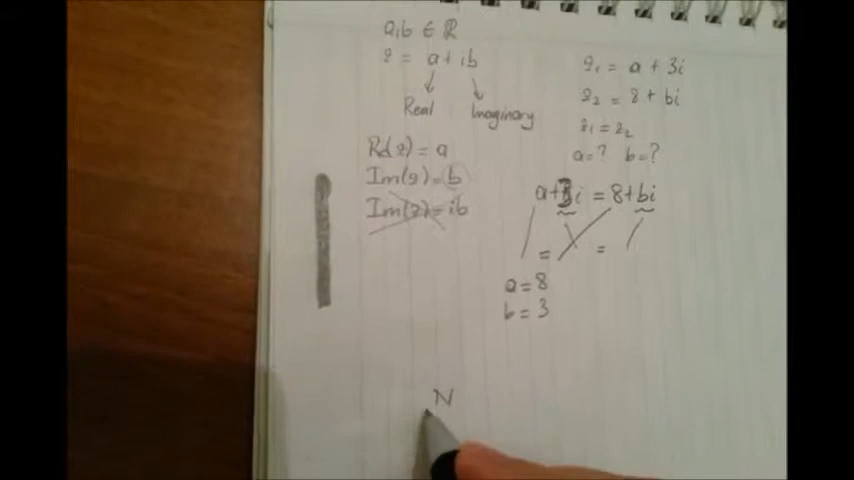 a,b ∈ ℝ
z = a + ib
Real Imaginary
Re(z) = a
Im(z) = b
Im(z) = ib
z₁ = a + 3i
z₂ = 8 + bi
z₁ = z₂
a = ? b = ?
a + 3i = 8 + bi
= =
a = 8
b = 3
N